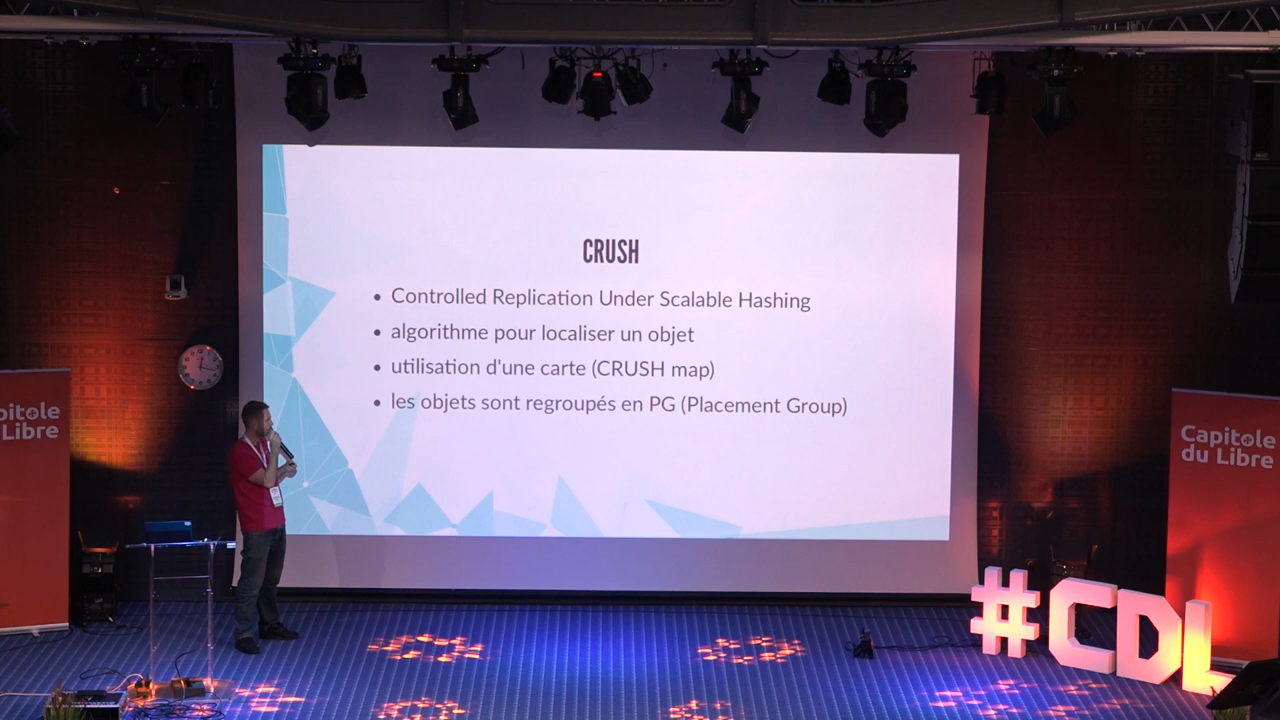 CRUSH
• Controlled Replication Under Scalable Hashing
• algorithme pour localiser un objet
• utilisation d'une carte (CRUSH map)
• les objets sont regroupés en PG (Placement Group)
pitole
Libre
Capitole
du Libre
#CDL